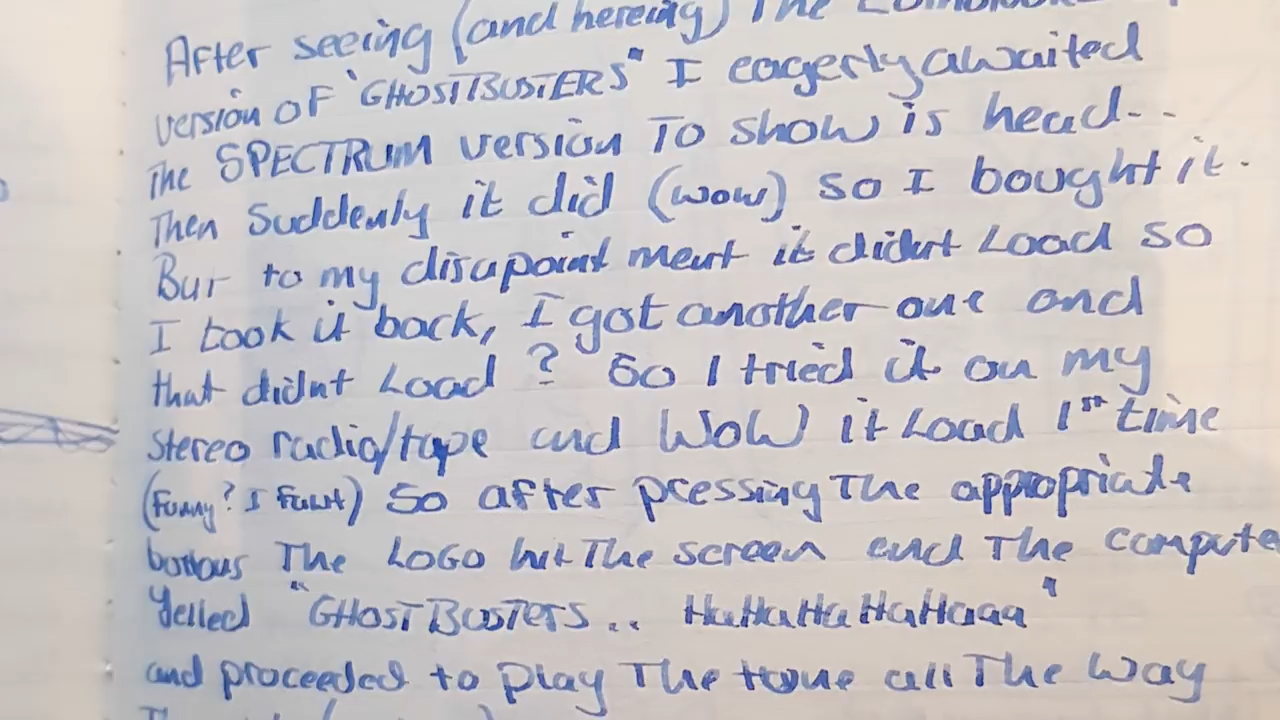 After seeing (and hereing) The
version of "GHOSTBUSTERS" I eagerly awaited
The SPECTRUM version To show is head...
Then Suddenly it did (wow) so I bought it.
But to my disapointment it didnt Load so
I took it back, I got another one and
that didnt Load ? So I tried it on my
Stereo radio/tape and WoW it Load 1st time
(Funny? I) So after pressing The appropriate
The LOGO hit The screen and The compute
Yelled "GHOSTBUSTERS.. HaHaHaHaHaaa"
and proceeded to play The tune all The way